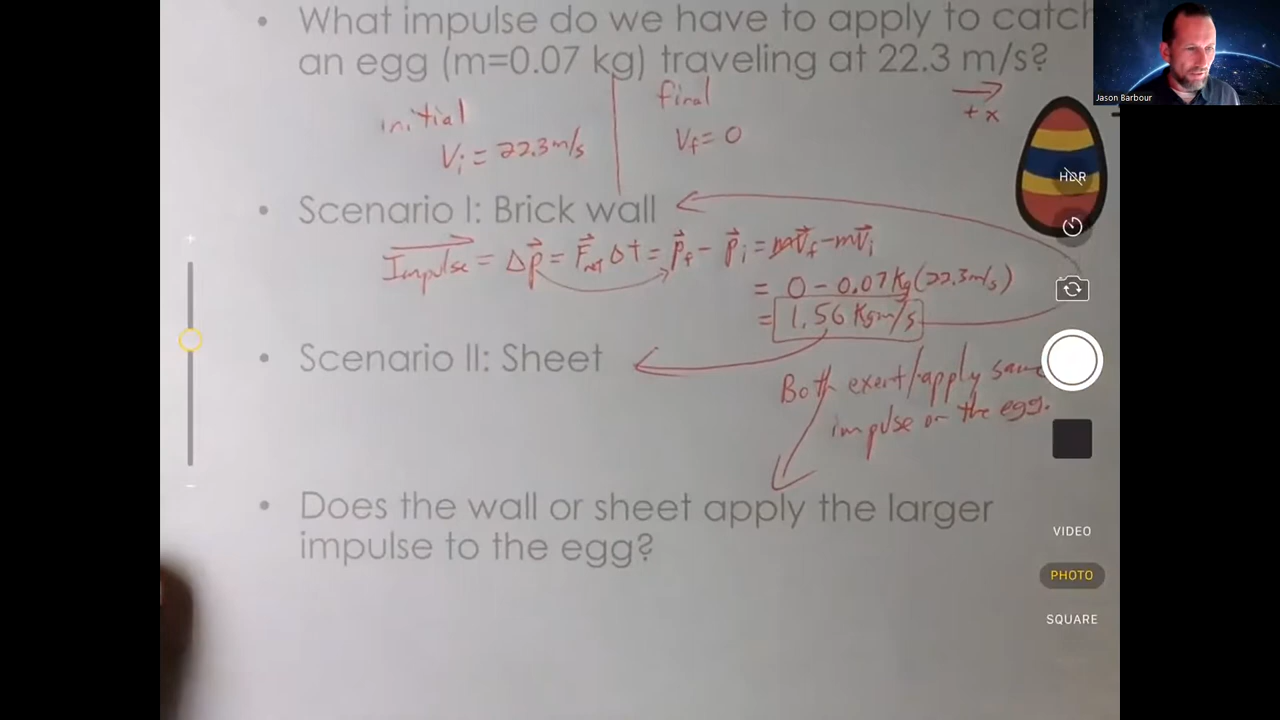 • What impulse do we have to apply to catch
an egg (m=0.07 kg) traveling at 22.3 m/s?
Jason Barbour
initial
final
+x
Vi = 22.3 m/s
Vf = 0
HDR
• Scenario I: Brick wall
Impulse = Δp = Fnet Δt = pf - pi = mvf - mvi
= 0 - 0.07 Kg (22.3 m/s)
= 1.56 Kgm/s
• Scenario II: Sheet
Both exert/apply same
impulse on the egg.
• Does the wall or sheet apply the larger
impulse to the egg?
VIDEO
PHOTO
SQUARE